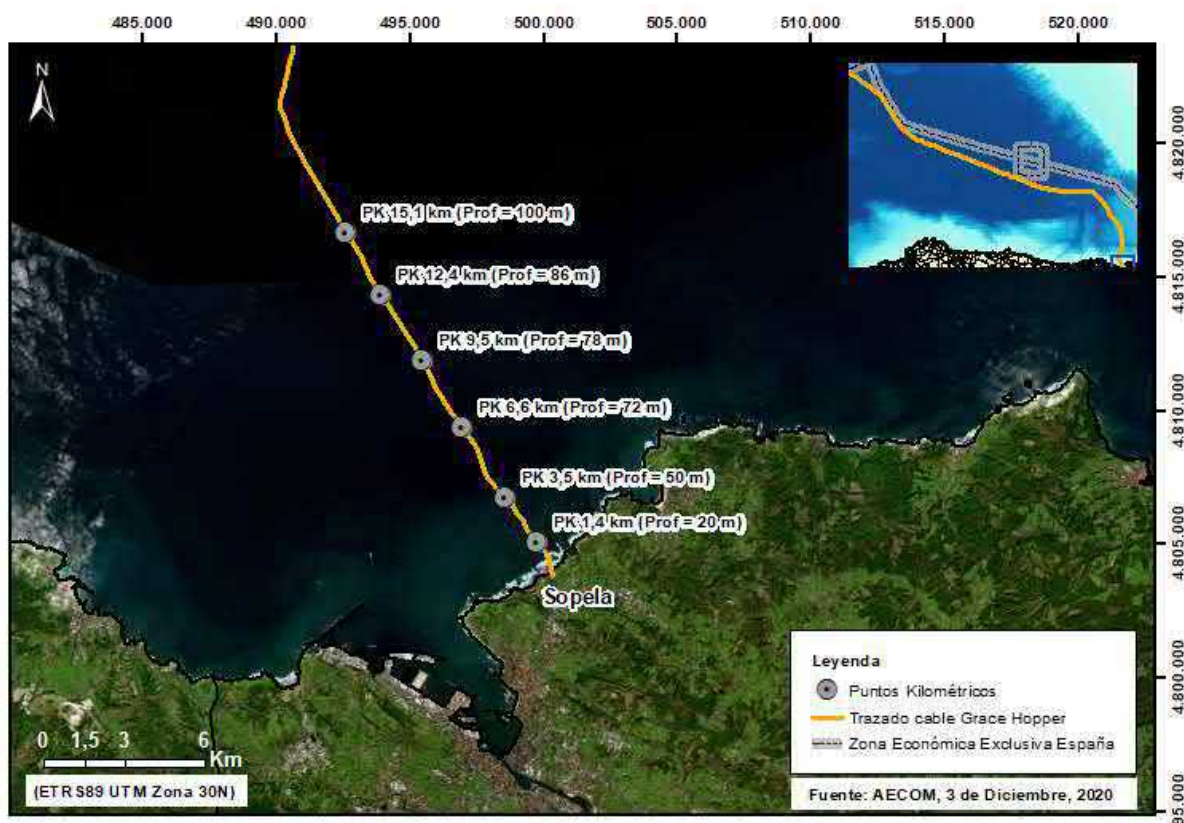 485.000 490.000 495.000 500.000 505.000 510.000 515.000 520.000
N
4.820.000
PK 15,1 km (Prof = 100 m)
4.815.000
PK 12,4 km (Prof = 86 m)
PK 9,5 km (Prof = 78 m)
4.810.000
PK 6,6 km (Prof = 72 m)
PK 3,5 km (Prof = 50 m)
PK 1,4 km (Prof = 20 m)
4.805.000
Sopela
Leyenda
Puntos Kilométricos
4.800.000
Trazado cable Grace Hopper
Zona Económica Exclusiva España
0 1,5 3 6
Km
(ETRS89 UTM Zona 30N)
Fuente: AECOM, 3 de Diciembre, 2020
95.000